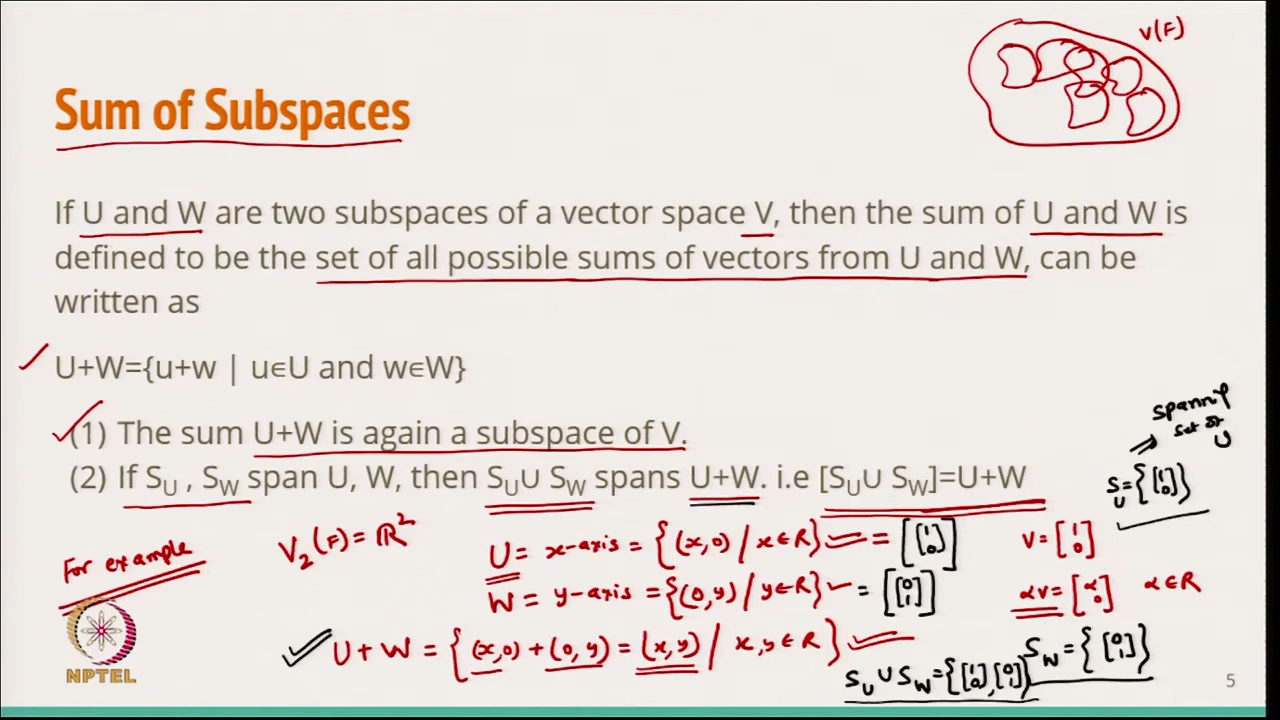 V(F)
Sum of Subspaces
If U and W are two subspaces of a vector space V, then the sum of U and W is
defined to be the set of all possible sums of vectors from U and W, can be
written as
U+W={u+w | u∈U and w∈W}
(1) The sum U+W is again a subspace of V.
(2) If S_U , S_W span U, W, then S_U∪ S_W spans U+W. i.e [S_U∪ S_W]=U+W
spanning
set of
U
S_U = {[1 0]}
For example
V_2(F) = ℝ^2
U = x-axis = {(x,0) / x∈R} = [[1 0]]
V = [1 0]
W = y-axis = {(0,y) / y∈R} = [[0 1]]
αV = [α 0] α∈R
U + W = {(x,0) + (0,y) = (x,y) / x,y∈R}
S_W = {[0 1]}
S_U ∪ S_W = {[1 0],[0 1]}
NPTEL
5